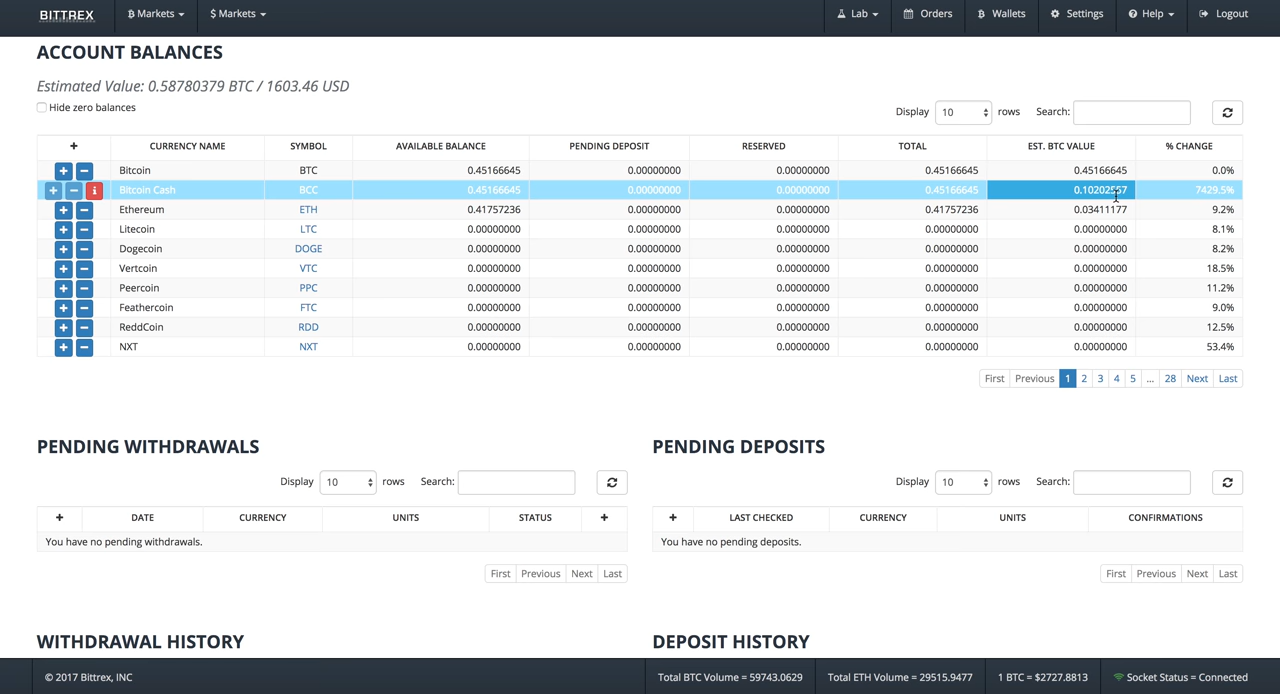 BITTREX Ƀ Markets $ Markets Lab Orders Ƀ Wallets Settings Help Logout
ACCOUNT BALANCES
Estimated Value: 0.58780379 BTC / 1603.46 USD
Hide zero balances
Display 10 rows Search:
+ CURRENCY NAME SYMBOL AVAILABLE BALANCE PENDING DEPOSIT RESERVED TOTAL EST. BTC VALUE % CHANGE
+ − Bitcoin BTC 0.45166645 0.00000000 0.00000000 0.45166645 0.45166645 0.0%
+ − i Bitcoin Cash BCC 0.45166645 0.00000000 0.00000000 0.45166645 0.10202557 7429.5%
+ − Ethereum ETH 0.41757236 0.00000000 0.00000000 0.41757236 0.03411177 9.2%
+ − Litecoin LTC 0.00000000 0.00000000 0.00000000 0.00000000 0.00000000 8.1%
+ − Dogecoin DOGE 0.00000000 0.00000000 0.00000000 0.00000000 0.00000000 8.2%
+ − Vertcoin VTC 0.00000000 0.00000000 0.00000000 0.00000000 0.00000000 18.5%
+ − Peercoin PPC 0.00000000 0.00000000 0.00000000 0.00000000 0.00000000 11.2%
+ − Feathercoin FTC 0.00000000 0.00000000 0.00000000 0.00000000 0.00000000 9.0%
+ − ReddCoin RDD 0.00000000 0.00000000 0.00000000 0.00000000 0.00000000 12.5%
+ − NXT NXT 0.00000000 0.00000000 0.00000000 0.00000000 0.00000000 53.4%
First Previous 1 2 3 4 5 ... 28 Next Last
PENDING WITHDRAWALS
Display 10 rows Search:
+ DATE CURRENCY UNITS STATUS +
You have no pending withdrawals.
First Previous Next Last
PENDING DEPOSITS
Display 10 rows Search:
+ LAST CHECKED CURRENCY UNITS CONFIRMATIONS
You have no pending deposits.
First Previous Next Last
WITHDRAWAL HISTORY
DEPOSIT HISTORY
© 2017 Bittrex, INC Total BTC Volume = 59743.0629 Total ETH Volume = 29515.9477 1 BTC = $2727.8813 Socket Status = Connected